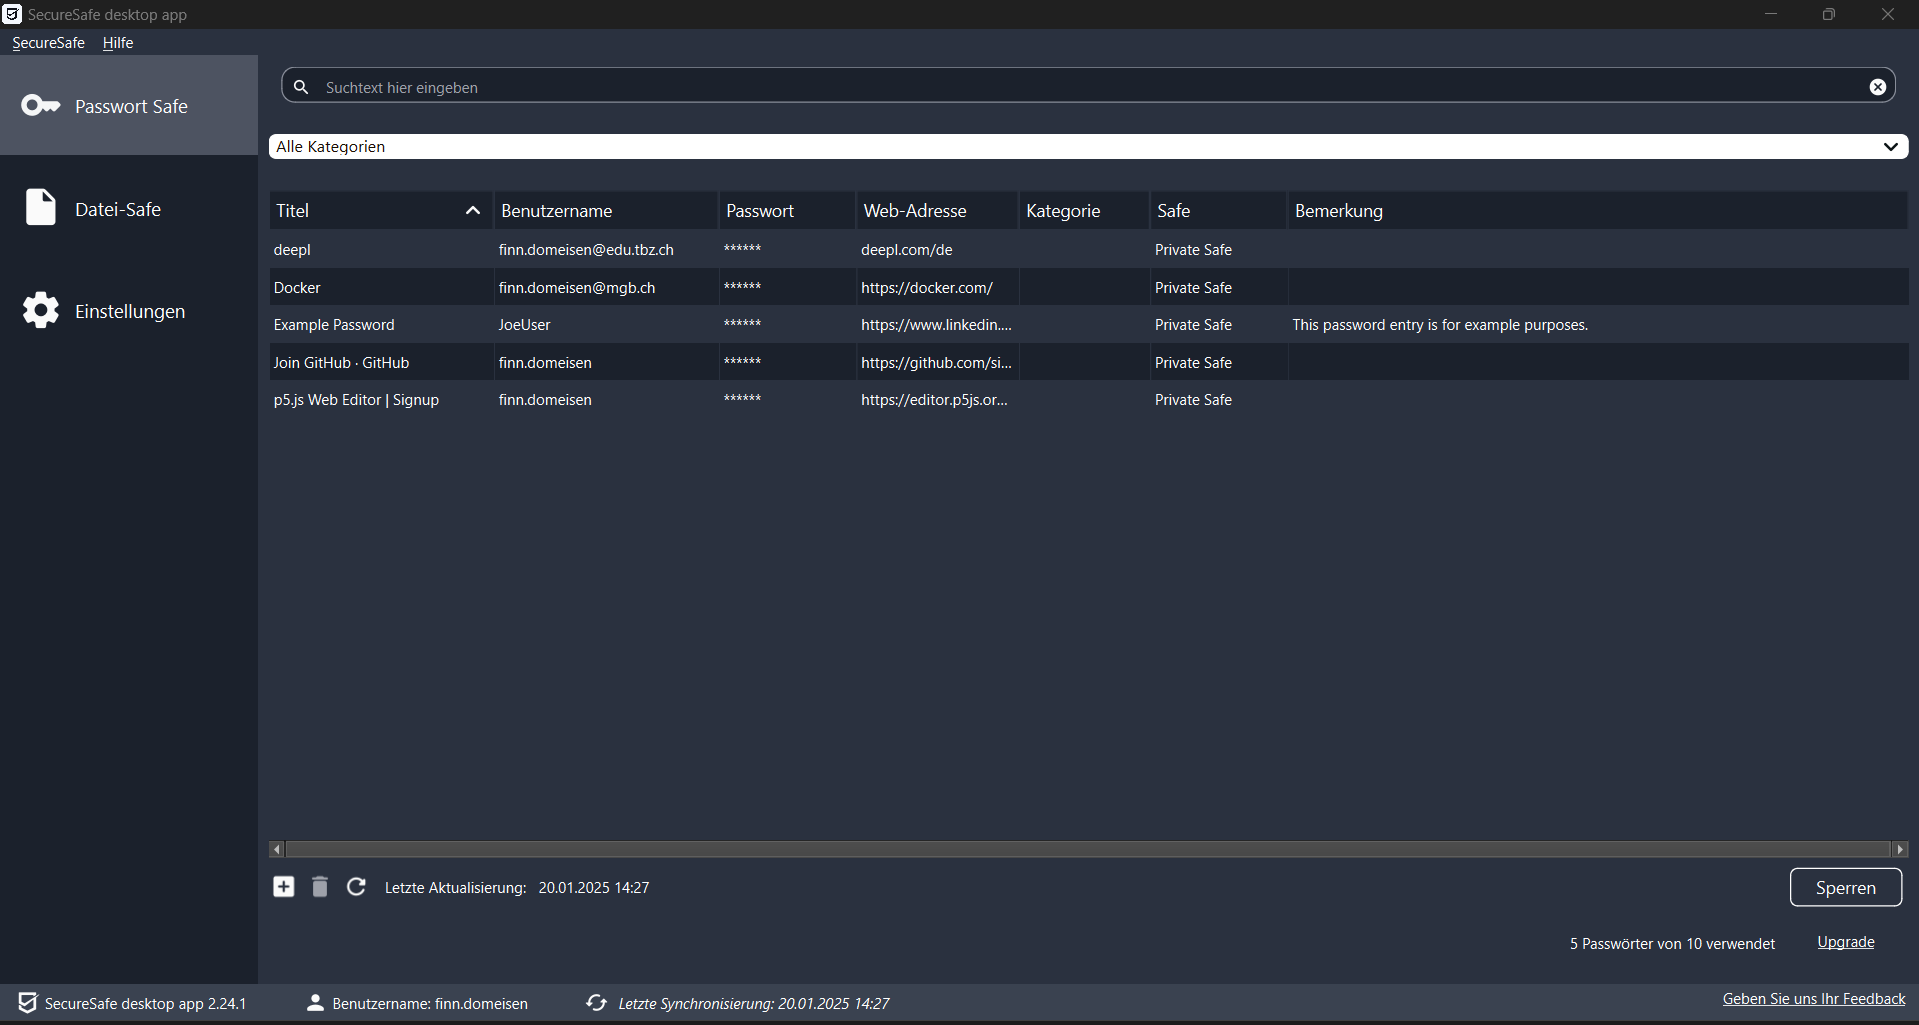 SecureSafe desktop app
SecureSafe Hilfe
Passwort Safe
Datei-Safe
Einstellungen
Suchtext hier eingeben
Alle Kategorien
Titel Benutzername Passwort Web-Adresse Kategorie Safe Bemerkung
deepl finn.domeisen@edu.tbz.ch ****** deepl.com/de Private Safe
Docker finn.domeisen@mgb.ch ****** https://docker.com/ Private Safe
Example Password JoeUser ****** https://www.linkedin.... Private Safe This password entry is for example purposes.
Join GitHub · GitHub finn.domeisen ****** https://github.com/si... Private Safe
p5.js Web Editor | Signup finn.domeisen ****** https://editor.p5js.or... Private Safe
Letzte Aktualisierung: 20.01.2025 14:27
Sperren
5 Passwörter von 10 verwendet Upgrade
SecureSafe desktop app 2.24.1 Benutzername: finn.domeisen Letzte Synchronisierung: 20.01.2025 14:27 Geben Sie uns Ihr Feedback